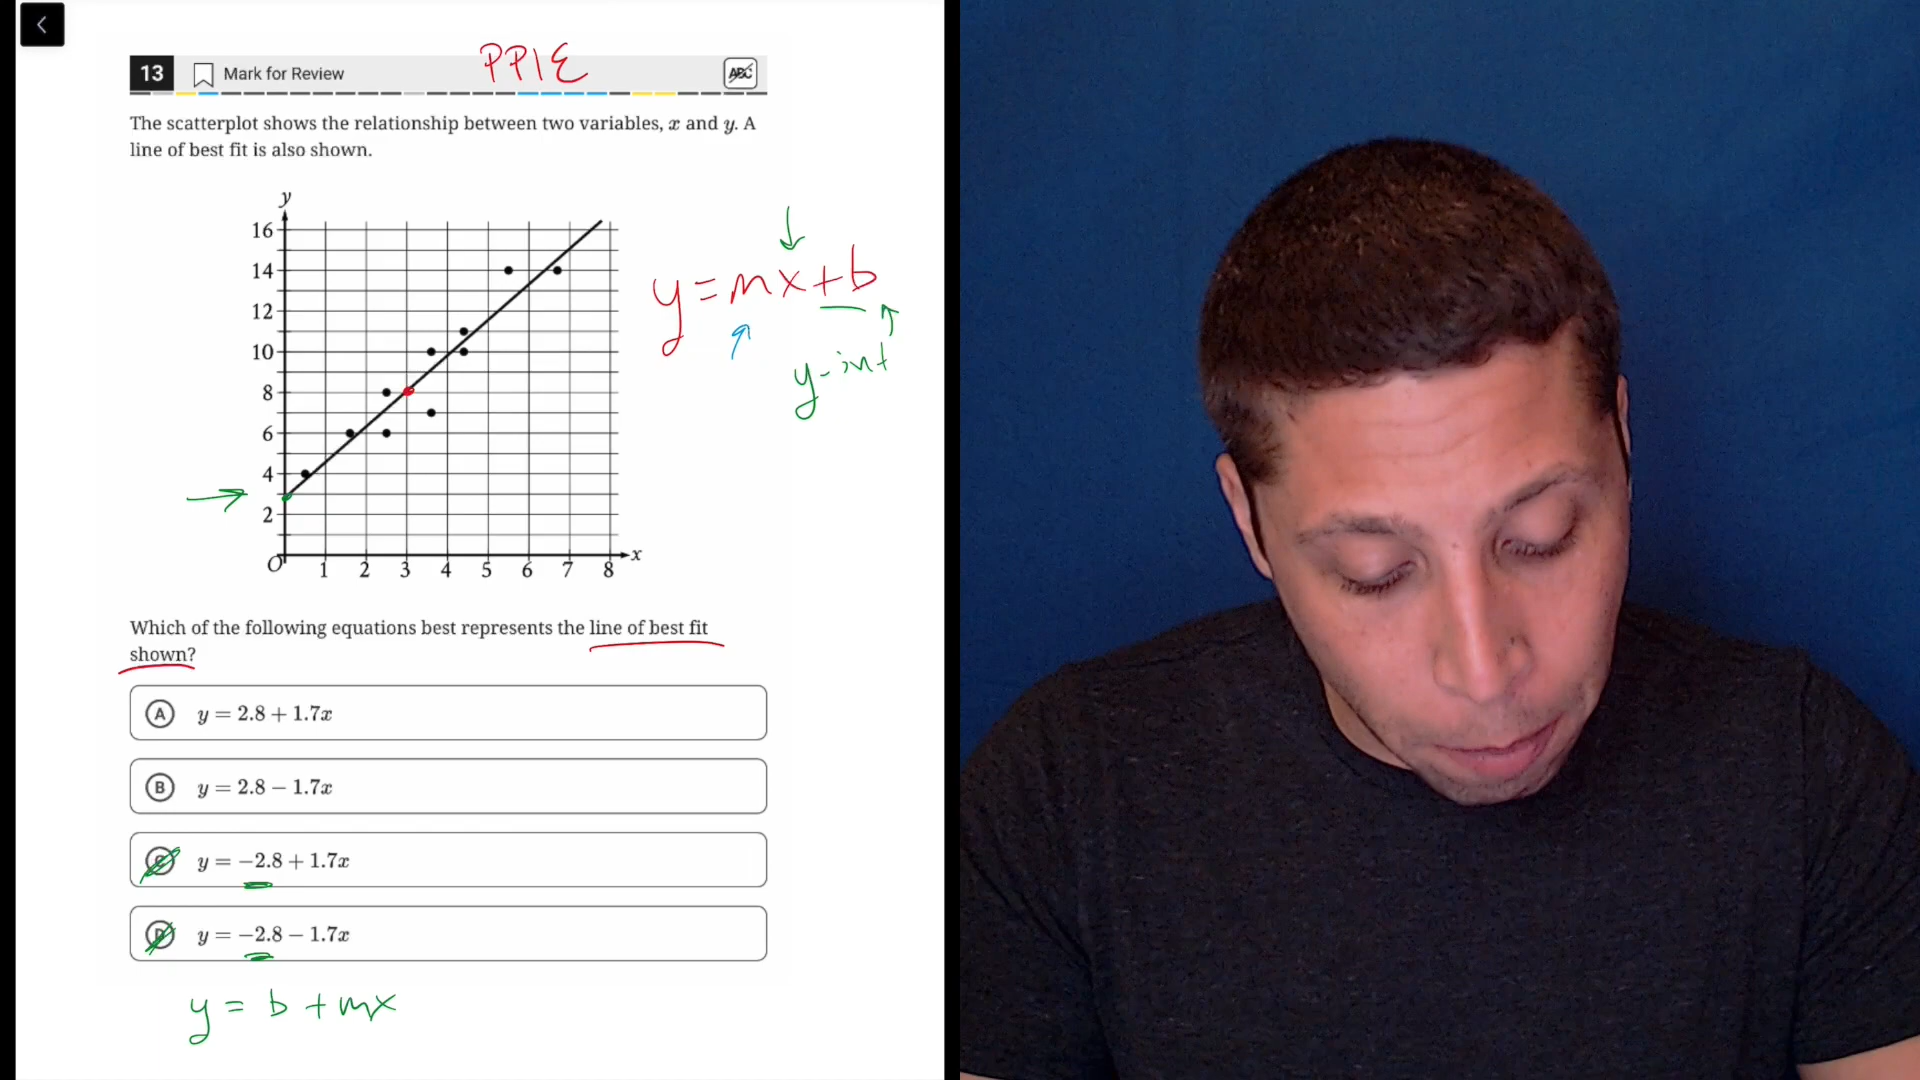 13 Mark for Review PPIE ABC
The scatterplot shows the relationship between two variables, x and y. A
line of best fit is also shown.
y
16
14
12
10
8
6
4
2
O
1 2 3 4 5 6 7 8
x
y = mx + b
y-int
Which of the following equations best represents the line of best fit
shown?
A y = 2.8 + 1.7x
B y = 2.8 − 1.7x
C y = −2.8 + 1.7x
D y = −2.8 − 1.7x
y = b + mx